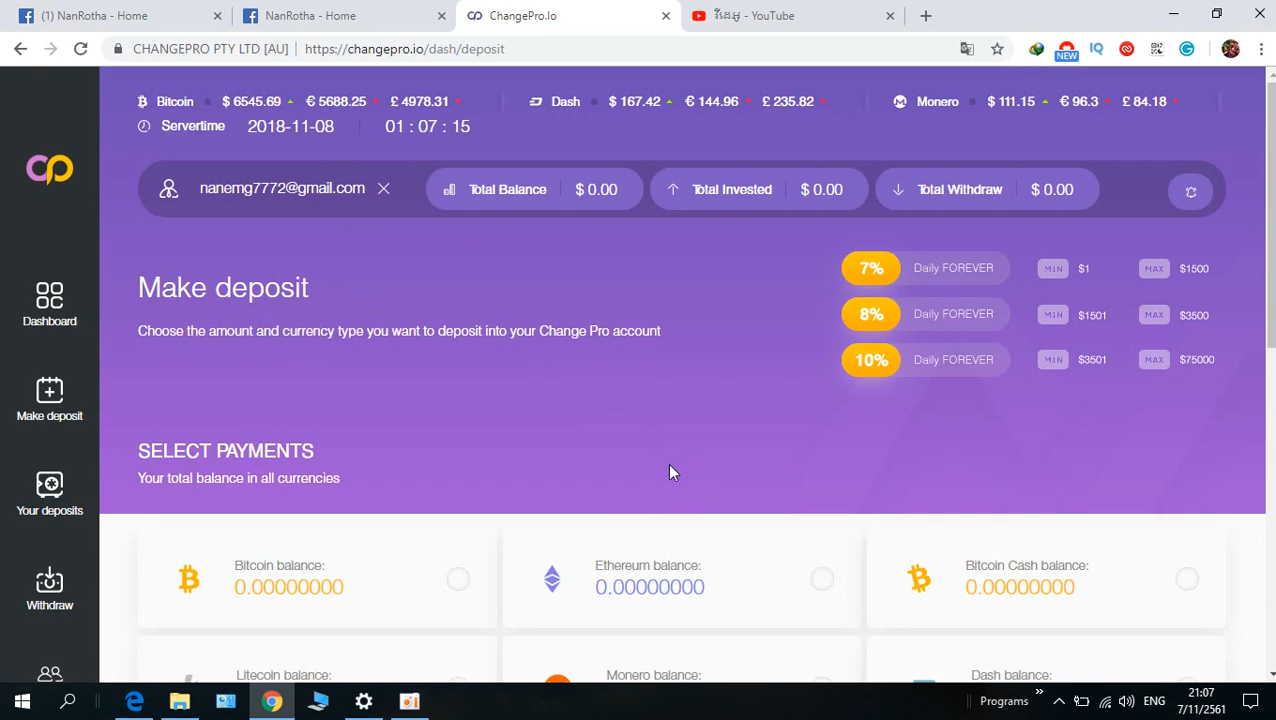 (1) NanRotha - Home
NanRotha - Home
ChangePro.Io
វីដេអូ - YouTube
CHANGEPRO PTY LTD [AU] https://changepro.io/dash/deposit
NEW
IQ
Bitcoin $ 6545.69 € 5688.25 £ 4978.31 Dash $ 167.42 € 144.96 £ 235.82 Monero $ 111.15 € 96.3 £ 84.18
Servertime 2018-11-08 01 : 07 : 15
cp
nanemg7772@gmail.com Total Balance $ 0.00 Total Invested $ 0.00 Total Withdraw $ 0.00
Make deposit
Choose the amount and currency type you want to deposit into your Change Pro account
7% Daily FOREVER MIN $1 MAX $1500
8% Daily FOREVER MIN $1501 MAX $3500
10% Daily FOREVER MIN $3501 MAX $75000
Dashboard
Make deposit
Your deposits
Withdraw
SELECT PAYMENTS
Your total balance in all currencies
Bitcoin balance:
0.00000000
Ethereum balance:
0.00000000
Bitcoin Cash balance:
0.00000000
Litecoin balance:
Monero balance:
Dash balance:
Programs
ENG
21:07
7/11/2561